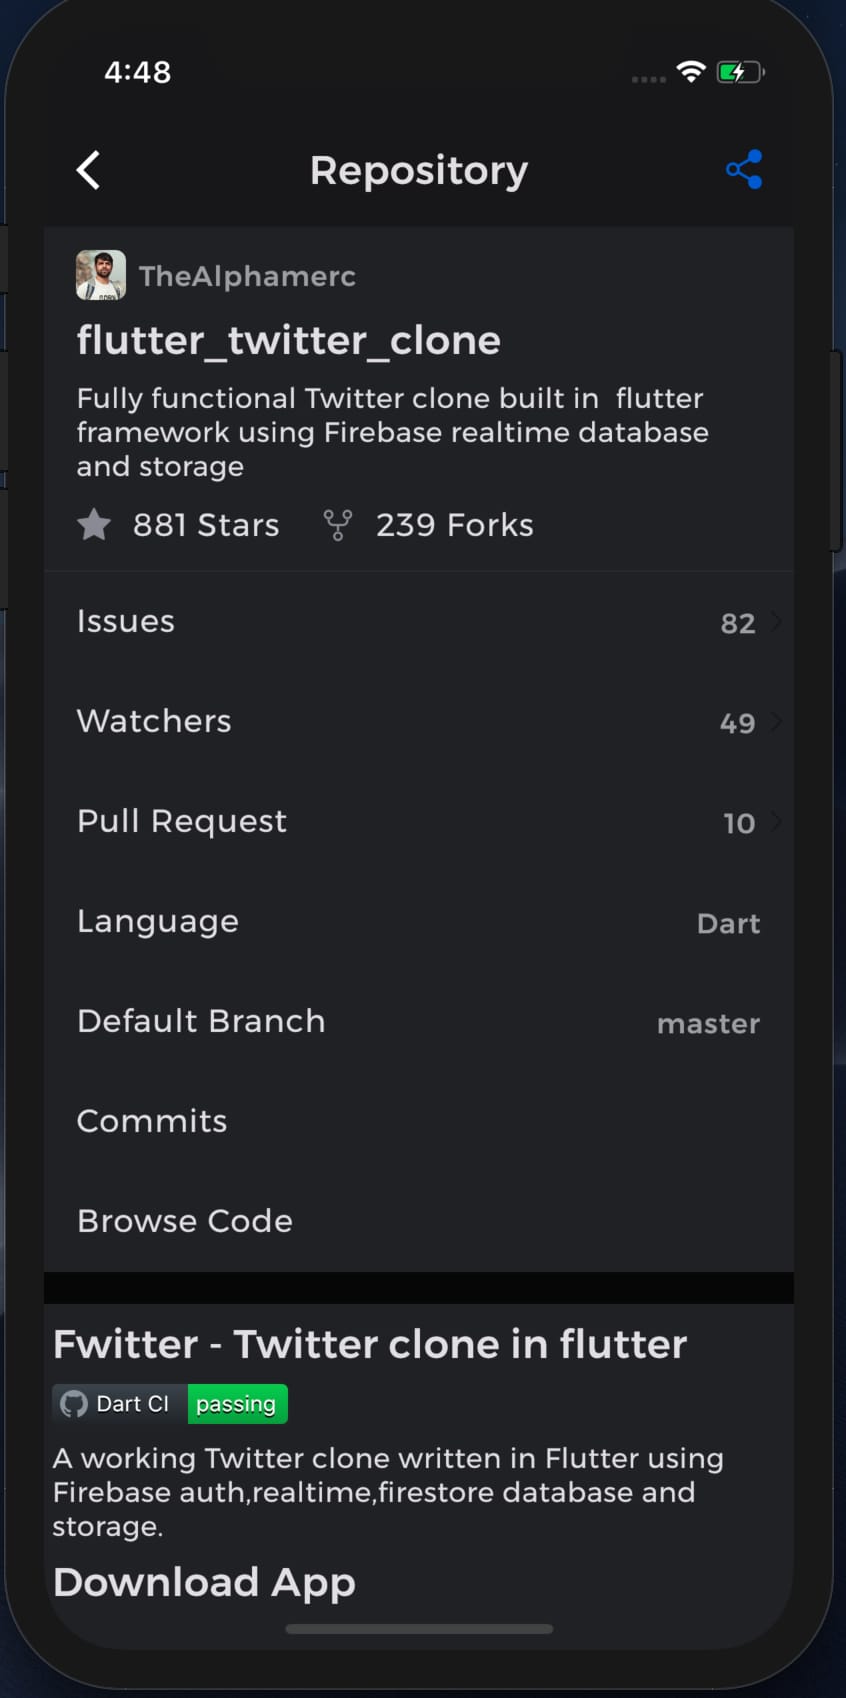 4:48
Repository
TheAlphamerc
flutter_twitter_clone
Fully functional Twitter clone built in  flutter
framework using Firebase realtime database
and storage
881 Stars 239 Forks
Issues 82
Watchers 49
Pull Request 10
Language Dart
Default Branch master
Commits
Browse Code
Fwitter - Twitter clone in flutter
Dart CI passing
A working Twitter clone written in Flutter using
Firebase auth,realtime,firestore database and
storage.
Download App